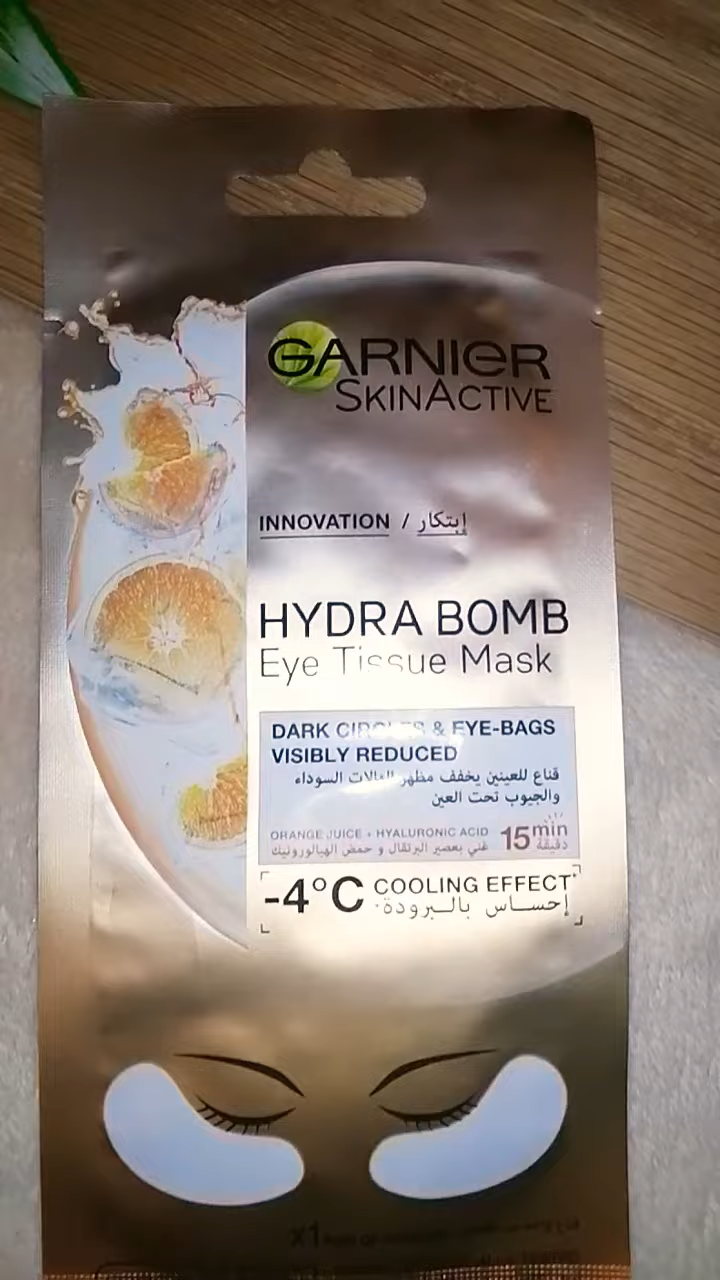 GARNIER
SKINACTIVE
INNOVATION / إبتكار
HYDRA BOMB
Eye Tissue Mask
DARK CIRCLES & EYE-BAGS
VISIBLY REDUCED
قناع للعينين يخفف مظهر الهالات السوداء
والجيوب تحت العين
ORANGE JUICE + HYALURONIC ACID
غني بعصير البرتقال و حمض الهيالورونيك
15 min
دقيقة
-4°C COOLING EFFECT*
إحساس بالبرودة*
x1